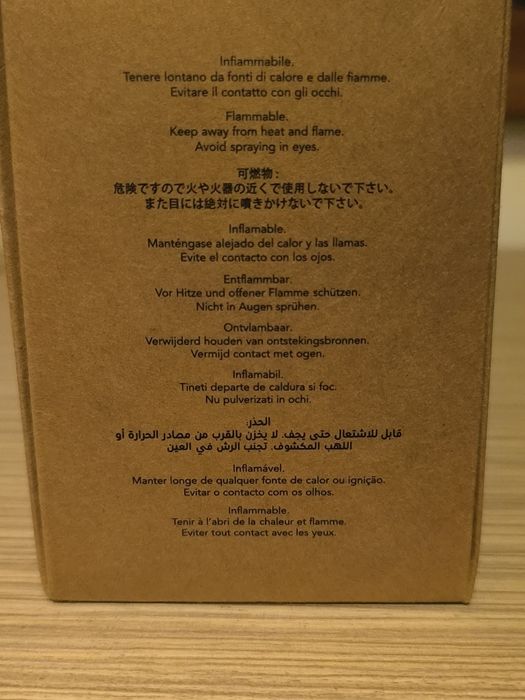 Infiammabile.
Tenere lontano da fonti di calore e dalle fiamme.
Evitare il contatto con gli occhi.
Flammable.
Keep away from heat and flame.
Avoid spraying in eyes.
可燃物：
危険ですので火や火器の近くで使用しないで下さい。
また目には絶対に噴きかけないで下さい。
Inflamable.
Manténgase alejado del calor y las llamas.
Evite el contacto con los ojos.
Entflammbar.
Vor Hitze und offener Flamme schützen.
Nicht in Augen sprühen.
Ontvlambaar.
Verwijderd houden van ontstekingsbronnen.
Vermijd contact met ogen.
Inflamabil.
Tineti departe de caldura si foc.
Nu pulverizati in ochi.
الحذر:
قابل للاشتعال حتى يجف. لا يخزن بالقرب من مصادر الحرارة أو
اللهب المكشوف. تجنب الرش في العين
Inflamável.
Manter longe de qualquer fonte de calor ou ignição.
Evitar o contacto com os olhos.
Inflammable.
Tenir à l'abri de la chaleur et flamme.
Eviter tout contact avec les yeux.